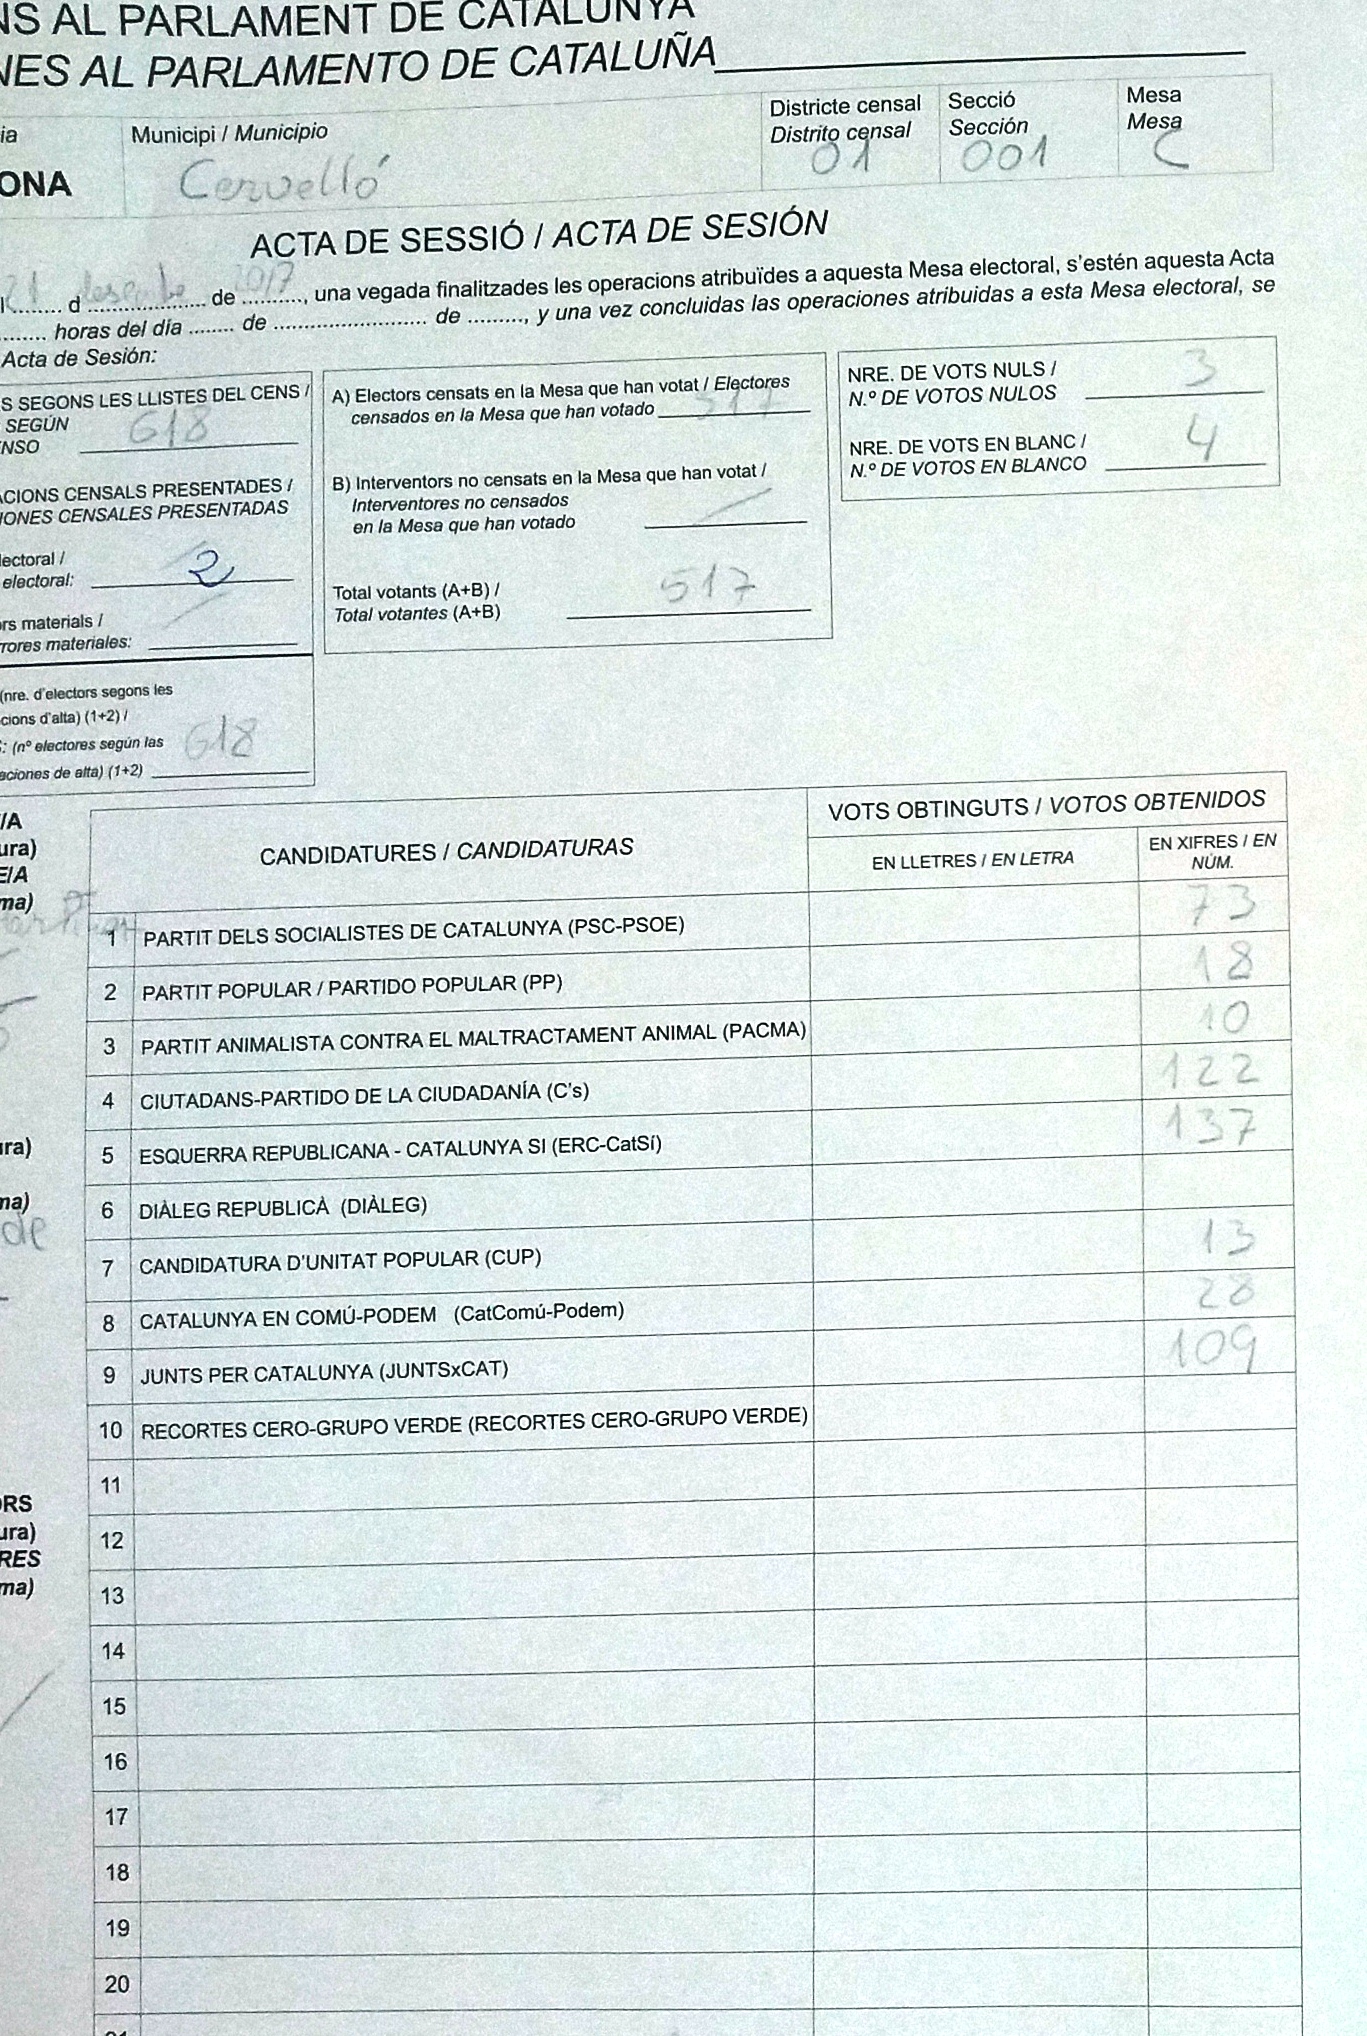 NS AL PARLAMENT DE CATALUNYA
NES AL PARLAMENTO DE CATALUÑA
ia
ONA
Municipi / Municipio
Cervelló
Districte censal
Distrito censal
01
Secció
Sección
001
Mesa
Mesa
C
ACTA DE SESSIÓ / ACTA DE SESIÓN
21 d desembre de 2017, una vegada finalitzades les operacions atribuïdes a aquesta Mesa electoral, s'estén aquesta Acta
........ horas del día ........ de ............................ de ........., y una vez concluidas las operaciones atribuidas a esta Mesa electoral, se
Acta de Sesión:
S SEGONS LES LLISTES DEL CENS /
SEGÚN
NSO 618
ACIONS CENSALS PRESENTADES /
IONES CENSALES PRESENTADAS
lectoral /
electoral: 2
ors materials /
rrores materiales:
(nre. d'electors segons les
cions d'alta) (1+2) /
: (nº electores según las
aciones de alta) (1+2) 618
A) Electors censats en la Mesa que han votat / Electores
censados en la Mesa que han votado 517
B) Interventors no censats en la Mesa que han votat /
Interventores no censados
en la Mesa que han votado
Total votants (A+B) /
Total votantes (A+B) 517
NRE. DE VOTS NULS /
N.º DE VOTOS NULOS 3
NRE. DE VOTS EN BLANC /
N.º DE VOTOS EN BLANCO 4
/A
ura)
E/A
ma)
CANDIDATURES / CANDIDATURAS
VOTS OBTINGUTS / VOTOS OBTENIDOS
EN LLETRES / EN LETRA
EN XIFRES / EN
NÚM.
1 PARTIT DELS SOCIALISTES DE CATALUNYA (PSC-PSOE) 73
2 PARTIT POPULAR / PARTIDO POPULAR (PP) 18
3 PARTIT ANIMALISTA CONTRA EL MALTRACTAMENT ANIMAL (PACMA) 10
4 CIUTADANS-PARTIDO DE LA CIUDADANÍA (C's) 122
5 ESQUERRA REPUBLICANA - CATALUNYA SI (ERC-CatSí) 137
6 DIÀLEG REPUBLICÀ (DIÀLEG)
7 CANDIDATURA D'UNITAT POPULAR (CUP) 13
8 CATALUNYA EN COMÚ-PODEM (CatComú-Podem) 28
9 JUNTS PER CATALUNYA (JUNTSxCAT) 109
10 RECORTES CERO-GRUPO VERDE (RECORTES CERO-GRUPO VERDE)
11
12
13
14
15
16
17
18
19
20
ura)
ma)
de
ORS
ura)
RES
ma)